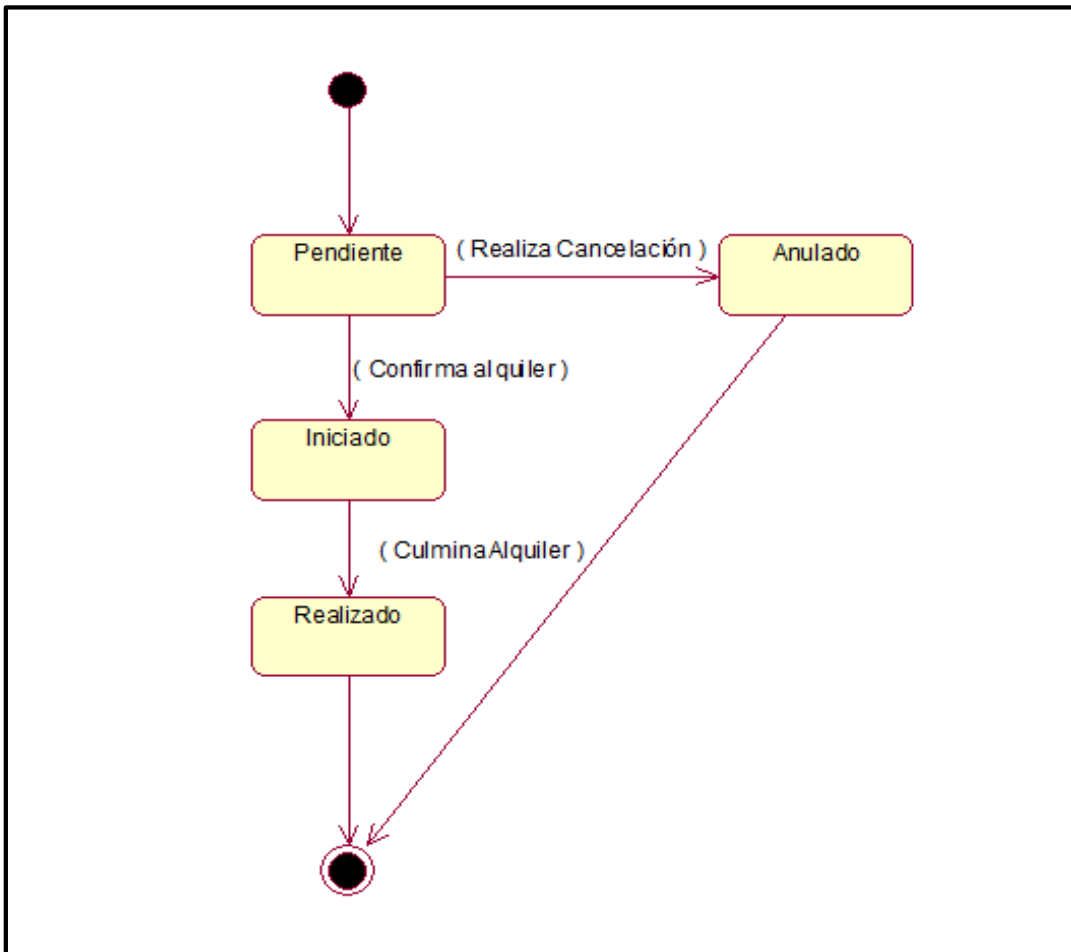 Pendiente
( Realiza Cancelación )
Anulado
( Confirma alquiler )
Iniciado
( Culmina Alquiler )
Realizado